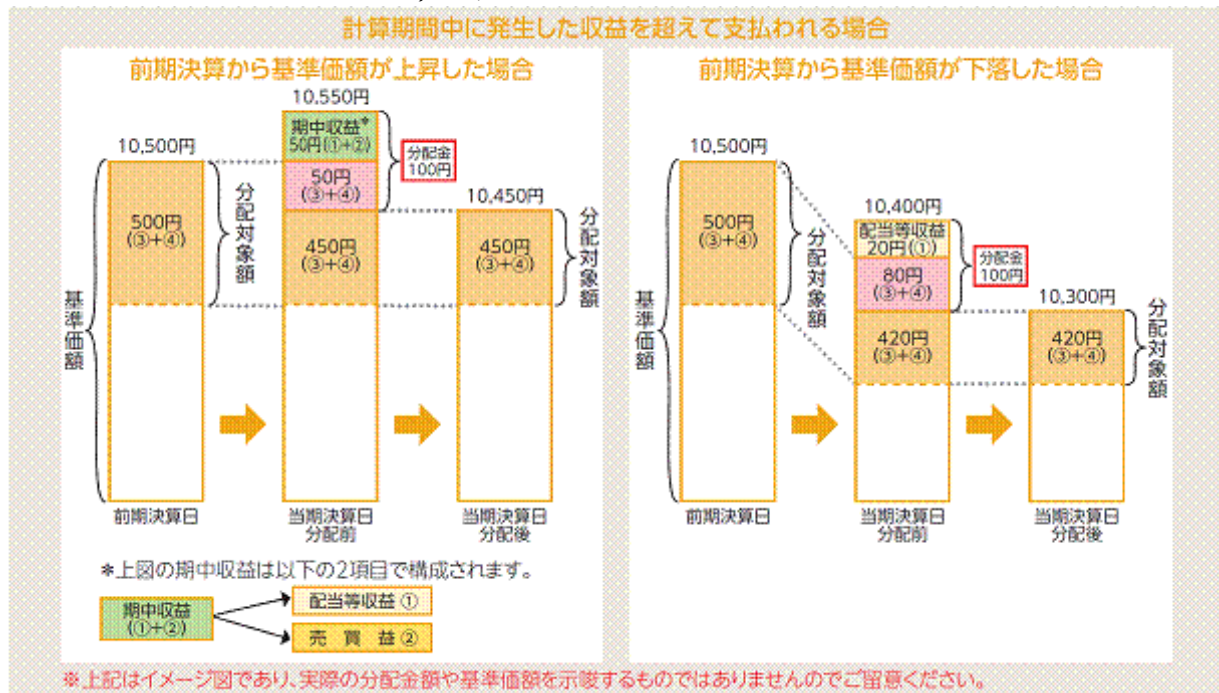 計算期間中に発生した収益を超えて支払われる場合
前期決算から基準価額が上昇した場合
10,550円
10,500円
期中収益*
50円(①+②)
50円
(③+④)
分配金
100円
10,450円
500円
(③+④)
分配対象額
450円
(③+④)
450円
(③+④)
分配対象額
基準価額
前期決算日
当期決算日
分配前
当期決算日
分配後
*上図の期中収益は以下の2項目で構成されます。
期中収益
(①+②)
配当等収益 ①
売 買 益 ②
前期決算から基準価額が下落した場合
10,500円
10,400円
500円
(③+④)
分配対象額
配当等収益
20円(①)
80円
(③+④)
分配金
100円
10,300円
420円
(③+④)
420円
(③+④)
分配対象額
基準価額
前期決算日
当期決算日
分配前
当期決算日
分配後
※上記はイメージ図であり、実際の分配金額や基準価額を示唆するものではありませんのでご留意ください。